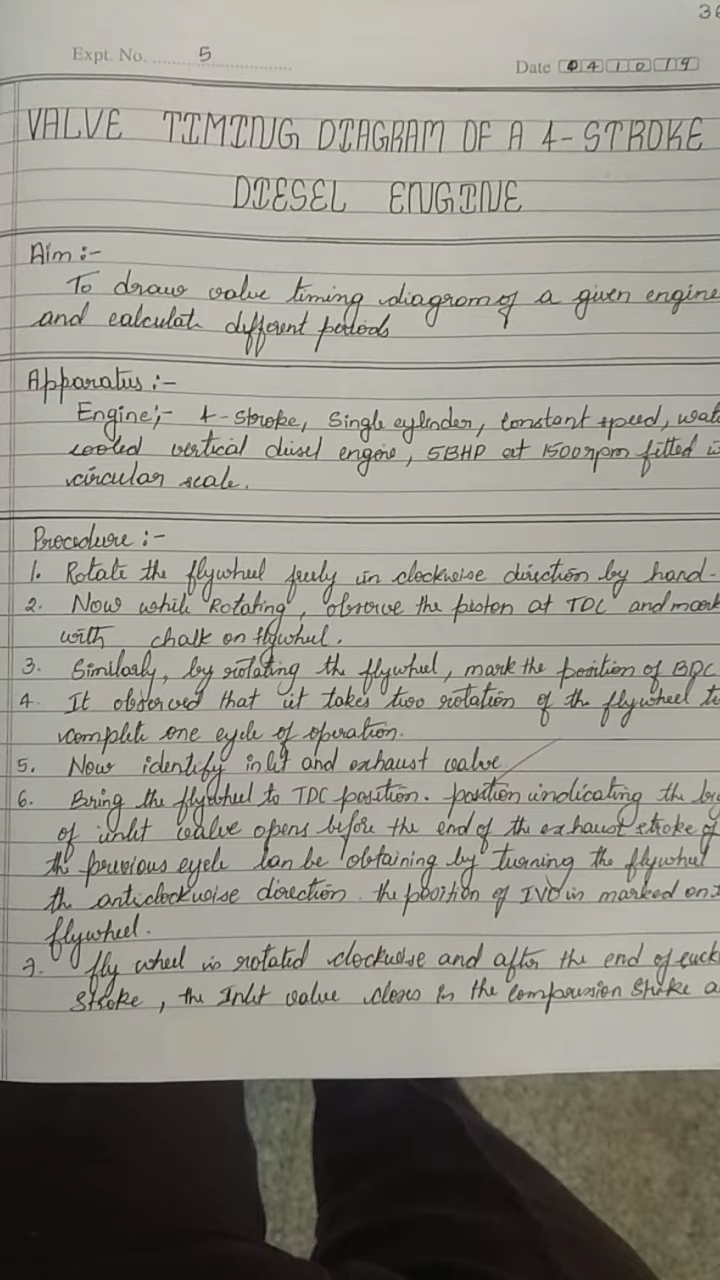 36
Expt. No. 5
Date 04 10 19
VALVE TIMING DIAGRAM OF A 4-STROKE
DIESEL ENGINE
Aim :-
To draw valve timing diagram of a given engine
and calculate different periods
Apparatus :-
Engine;- 4-Stroke, Single cylinder, Constant speed, wat
cooled vertical diesel engine, 5BHP at 1500rpm fitted w
circular scale.
Procedure :-
1. Rotate the flywheel freely in clockwise direction by hand-
2. Now while Rotating, observe the piston at TDC and mark
with chalk on flywheel.
3. Similarly, by rotating the flywheel, mark the position of BDC
4. It observed that it takes two rotation of the flywheel to
complete one cycle of operation.
5. Now identify inlet and exhaust valve
6. Bring the flywheel to TDC position. position indicating the
of inlet valve opens before the end of the exhaust stroke of
the previous cycle can be obtaining by turning the flywheel
the anticlockwise direction. the position of IVO is marked on
flywheel.
7. fly wheel is rotated clockwise and after the end of suck
Stroke, the Inlet valve closes in the compression Stroke a